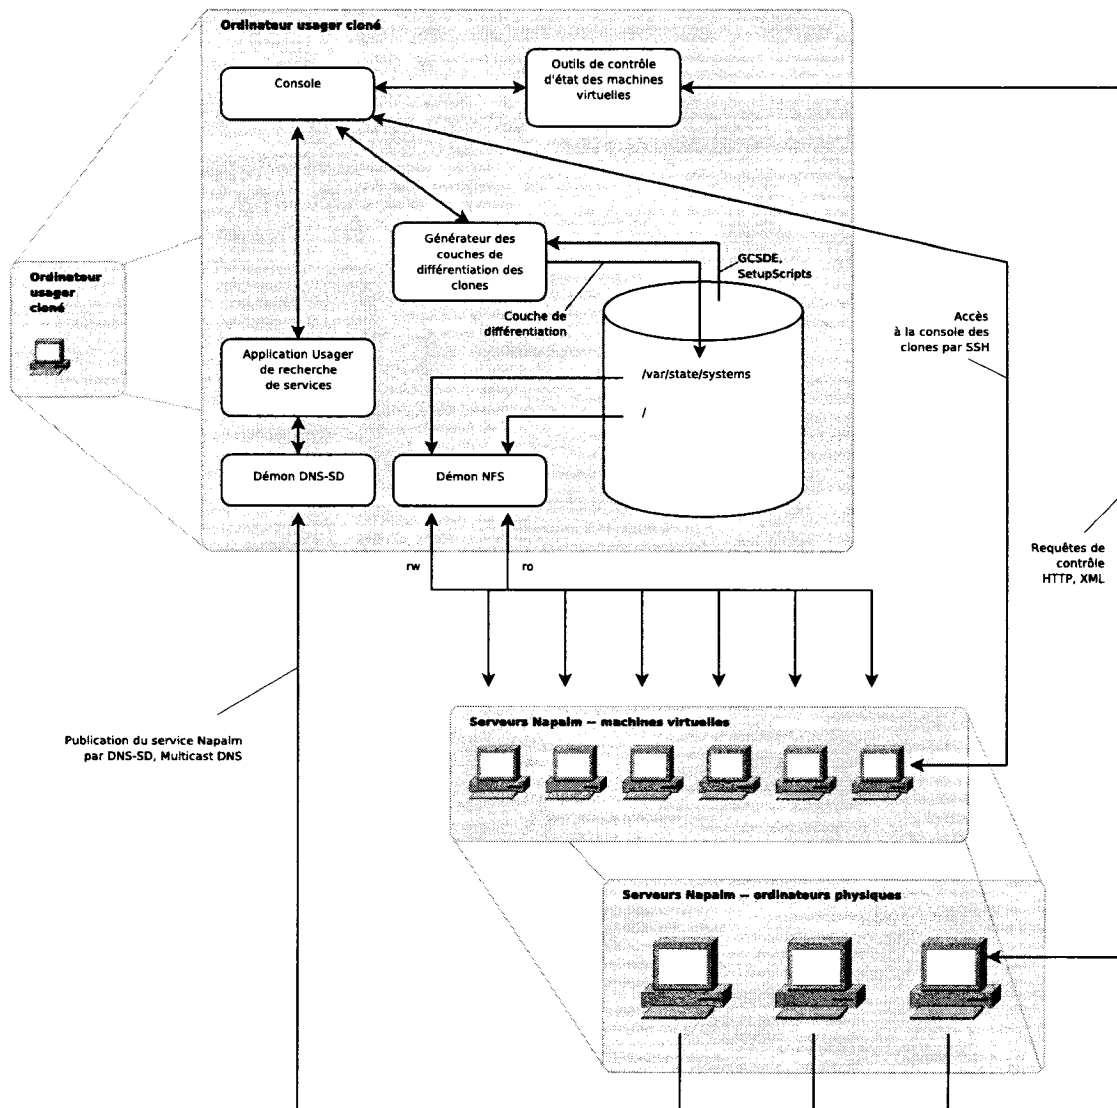 Ordinateur usager cloné
Console
Outils de contrôle
d'état des machines
virtuelles
Générateur des
couches de
différentiation des
clones
GCSDE,
SetupScripts
Couche de
différentiation
Ordinateur
usager
cloné
Accès
à la console des
clones par SSH
Application Usager
de recherche
de services
/var/state/systems
/
Démon DNS-SD
Démon NFS
Requêtes de
contrôle
HTTP, XML
rw
ro
Publication du service Napalm
par DNS-SD, Multicast DNS
Serveurs Napalm -- machines virtuelles
Serveurs Napalm -- ordinateurs physiques